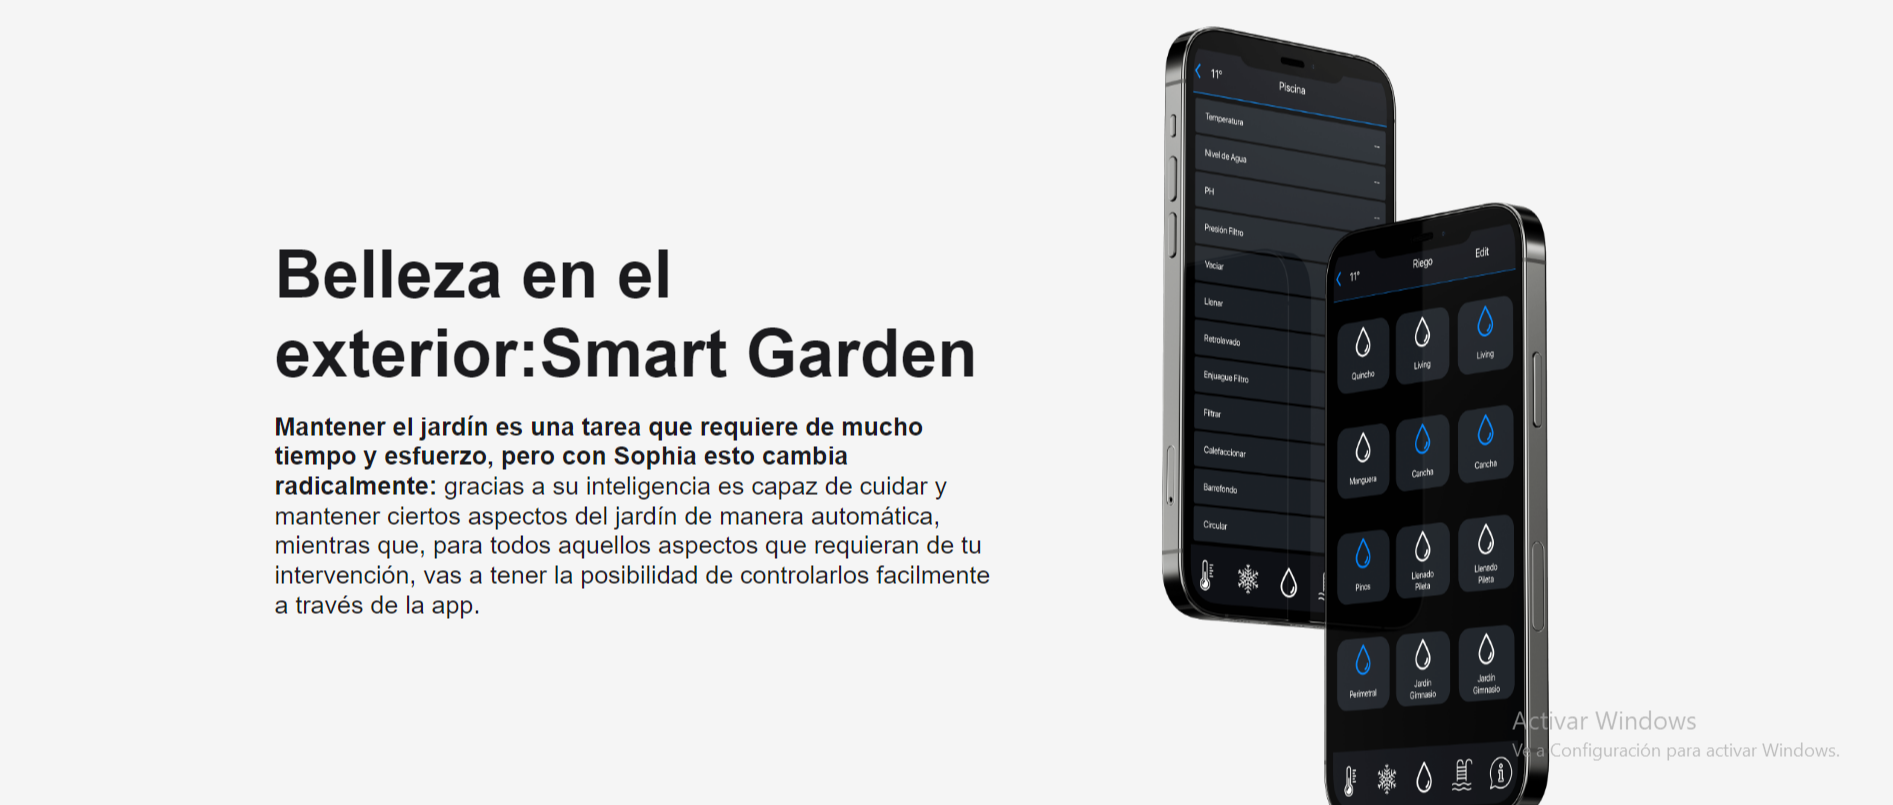 Belleza en el
exterior:Smart Garden
Mantener el jardín es una tarea que requiere de mucho
tiempo y esfuerzo, pero con Sophia esto cambia
radicalmente: gracias a su inteligencia es capaz de cuidar y
mantener ciertos aspectos del jardín de manera automática,
mientras que, para todos aquellos aspectos que requieran de tu
intervención, vas a tener la posibilidad de controlarlos facilmente
a través de la app.
11°
Piscina
Temperatura
--
Nivel de Agua
--
PH
--
Presión Filtro
Vaciar
Llenar
Retrolavado
Enjuague Filtro
Filtrar
Calefaccionar
Barrefondo
Circular
11°
Riego
Edit
Quincho
Living
Living
Manguera
Cancha
Cancha
Pinos
Llenado
Pileta
Llenado
Pileta
Perimetral
Jardín
Gimnasio
Jardín
Gimnasio
Activar Windows
Ve a Configuración para activar Windows.